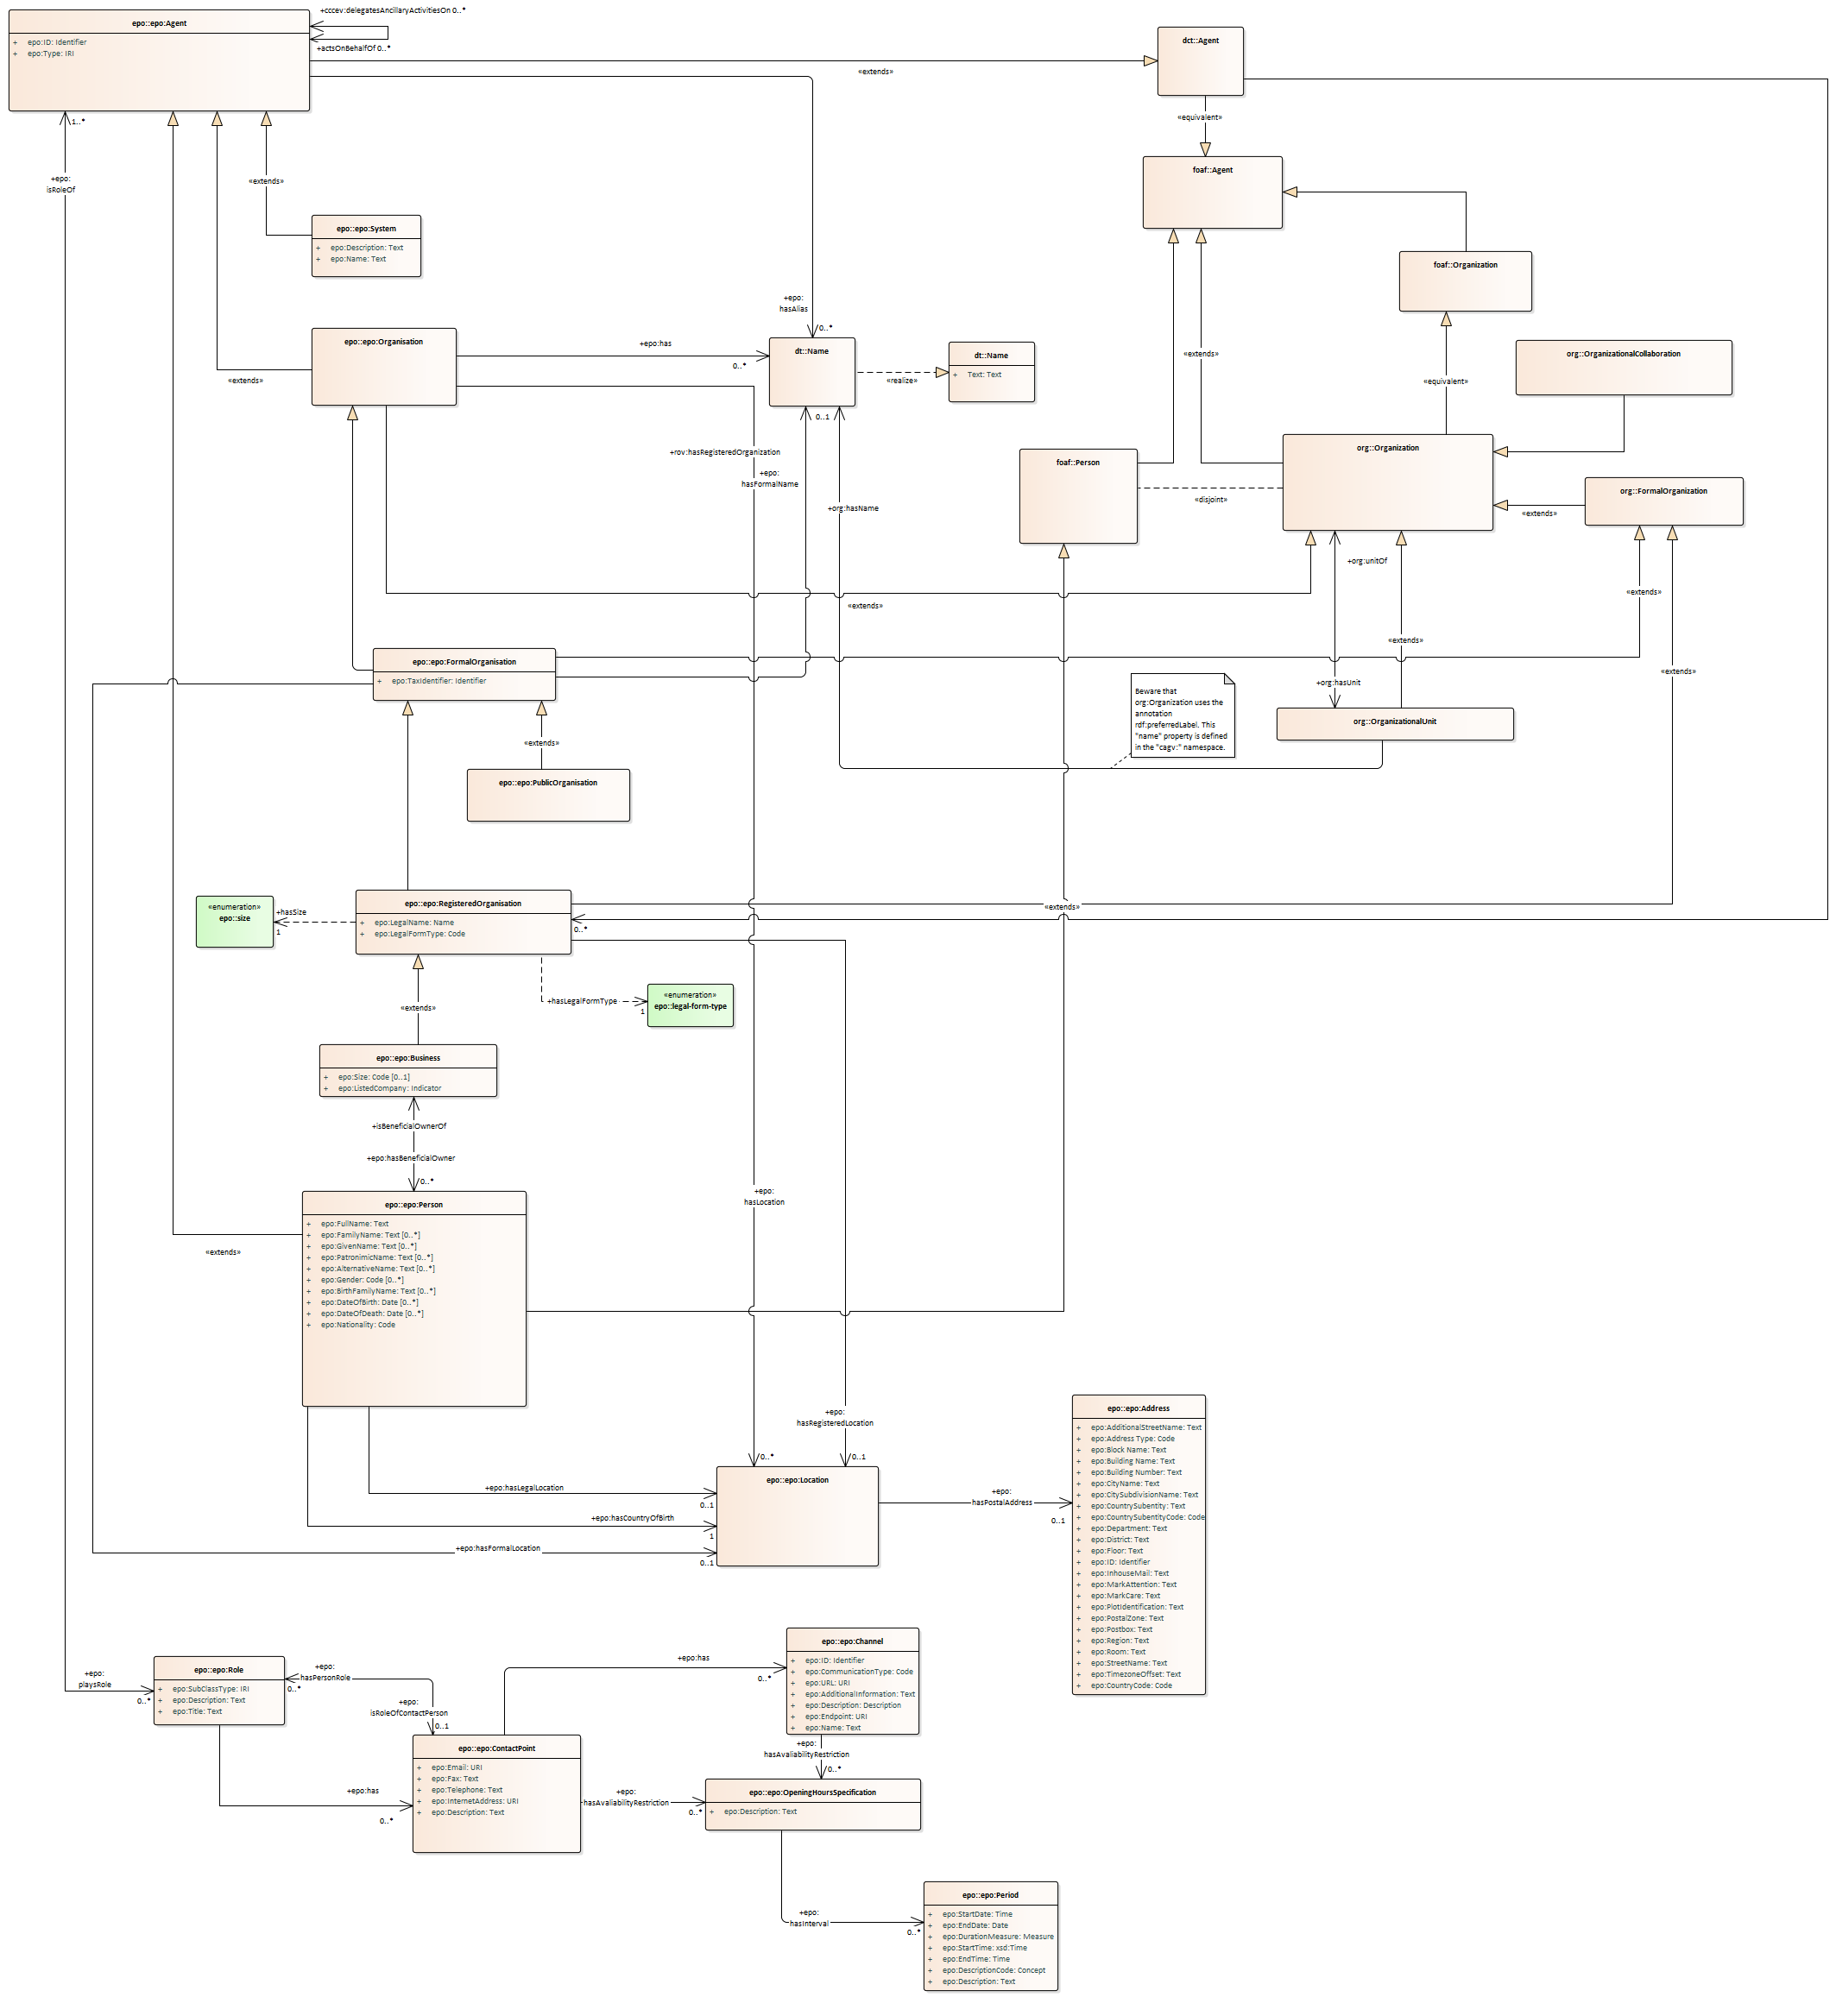 epo::epo:Agent
+ epo:ID: Identifier
+ epo:Type: IRI
+cccev:delegatesAncillaryActivitiesOn 0..*
+actsOnBehalfOf 0..*
«extends»
dct::Agent
«equivalent»
foaf::Agent
1..*
+epo:
isRoleOf
«extends»
epo::epo:System
+ epo:Description: Text
+ epo:Name: Text
foaf::Organization
+epo:
hasAlias
0..*
epo::epo:Organisation
«extends»
+epo:has
0..*
dt::Name
«realize»
dt::Name
+ Text: Text
«extends»
«equivalent»
org::OrganizationalCollaboration
0..1
+rov:hasRegisteredOrganization
+epo:
hasFormalName
+org:hasName
foaf::Person
«disjoint»
org::Organization
«extends»
org::FormalOrganization
+org:unitOf
«extends»
«extends»
«extends»
«extends»
epo::epo:FormalOrganisation
+ epo:TaxIdentifier: Identifier
+org:hasUnit
Beware that
org:Organization uses the
annotation
rdf:preferredLabel. This
"name" property is defined
in the "cagv:" namespace.
org::OrganizationalUnit
«extends»
epo::epo:PublicOrganisation
«enumeration»
epo::size
+hasSize
1
epo::epo:RegisteredOrganisation
+ epo:LegalName: Name
+ epo:LegalFormType: Code
0..*
«extends»
+hasLegalFormType
1
«enumeration»
epo::legal-form-type
«extends»
epo::epo:Business
+ epo:Size: Code [0..1]
+ epo:ListedCompany: Indicator
+isBeneficialOwnerOf
+epo:hasBeneficialOwner
0..*
epo::epo:Person
+ epo:FullName: Text
+ epo:FamilyName: Text [0..*]
+ epo:GivenName: Text [0..*]
+ epo:PatronimicName: Text [0..*]
+ epo:AlternativeName: Text [0..*]
+ epo:Gender: Code [0..*]
+ epo:BirthFamilyName: Text [0..*]
+ epo:DateOfBirth: Date [0..*]
+ epo:DateOfDeath: Date [0..*]
+ epo:Nationality: Code
«extends»
+epo:
hasLocation
0..*
+epo:
hasRegisteredLocation
0..1
epo::epo:Location
+epo:hasLegalLocation
0..1
+epo:hasCountryOfBirth
1
+epo:hasFormalLocation
0..1
+epo:
hasPostalAddress
0..1
epo::epo:Address
+ epo:AdditionalStreetName: Text
+ epo:Address Type: Code
+ epo:Block Name: Text
+ epo:Building Name: Text
+ epo:Building Number: Text
+ epo:CityName: Text
+ epo:CitySubdivisionName: Text
+ epo:CountrySubentity: Text
+ epo:CountrySubentityCode: Code
+ epo:Department: Text
+ epo:District: Text
+ epo:Floor: Text
+ epo:ID: Identifier
+ epo:InhouseMail: Text
+ epo:MarkAttention: Text
+ epo:MarkCare: Text
+ epo:PlotIdentification: Text
+ epo:PostalZone: Text
+ epo:Postbox: Text
+ epo:Region: Text
+ epo:Room: Text
+ epo:StreetName: Text
+ epo:TimezoneOffset: Text
+ epo:CountryCode: Code
+epo:
playsRole
0..*
epo::epo:Role
+ epo:SubClassType: IRI
+ epo:Description: Text
+ epo:Title: Text
+epo:
hasPersonRole
0..*
+epo:
isRoleOfContactPerson
0..1
+epo:has
0..*
epo::epo:Channel
+ epo:ID: Identifier
+ epo:CommunicationType: Code
+ epo:URL: URI
+ epo:AdditionalInformation: Text
+ epo:Description: Description
+ epo:Endpoint: URI
+ epo:Name: Text
epo::epo:ContactPoint
+ epo:Email: URI
+ epo:Fax: Text
+ epo:Telephone: Text
+ epo:InternetAddress: URI
+ epo:Description: Text
+epo:has
0..*
+epo:
hasAvaliabilityRestriction
0..*
+epo:
hasAvaliabilityRestriction
0..*
epo::epo:OpeningHoursSpecification
+ epo:Description: Text
+epo:
hasInterval
0..*
epo::epo:Period
+ epo:StartDate: Time
+ epo:EndDate: Date
+ epo:DurationMeasure: Measure
+ epo:StartTime: xsd:Time
+ epo:EndTime: Time
+ epo:DescriptionCode: Concept
+ epo:Description: Text